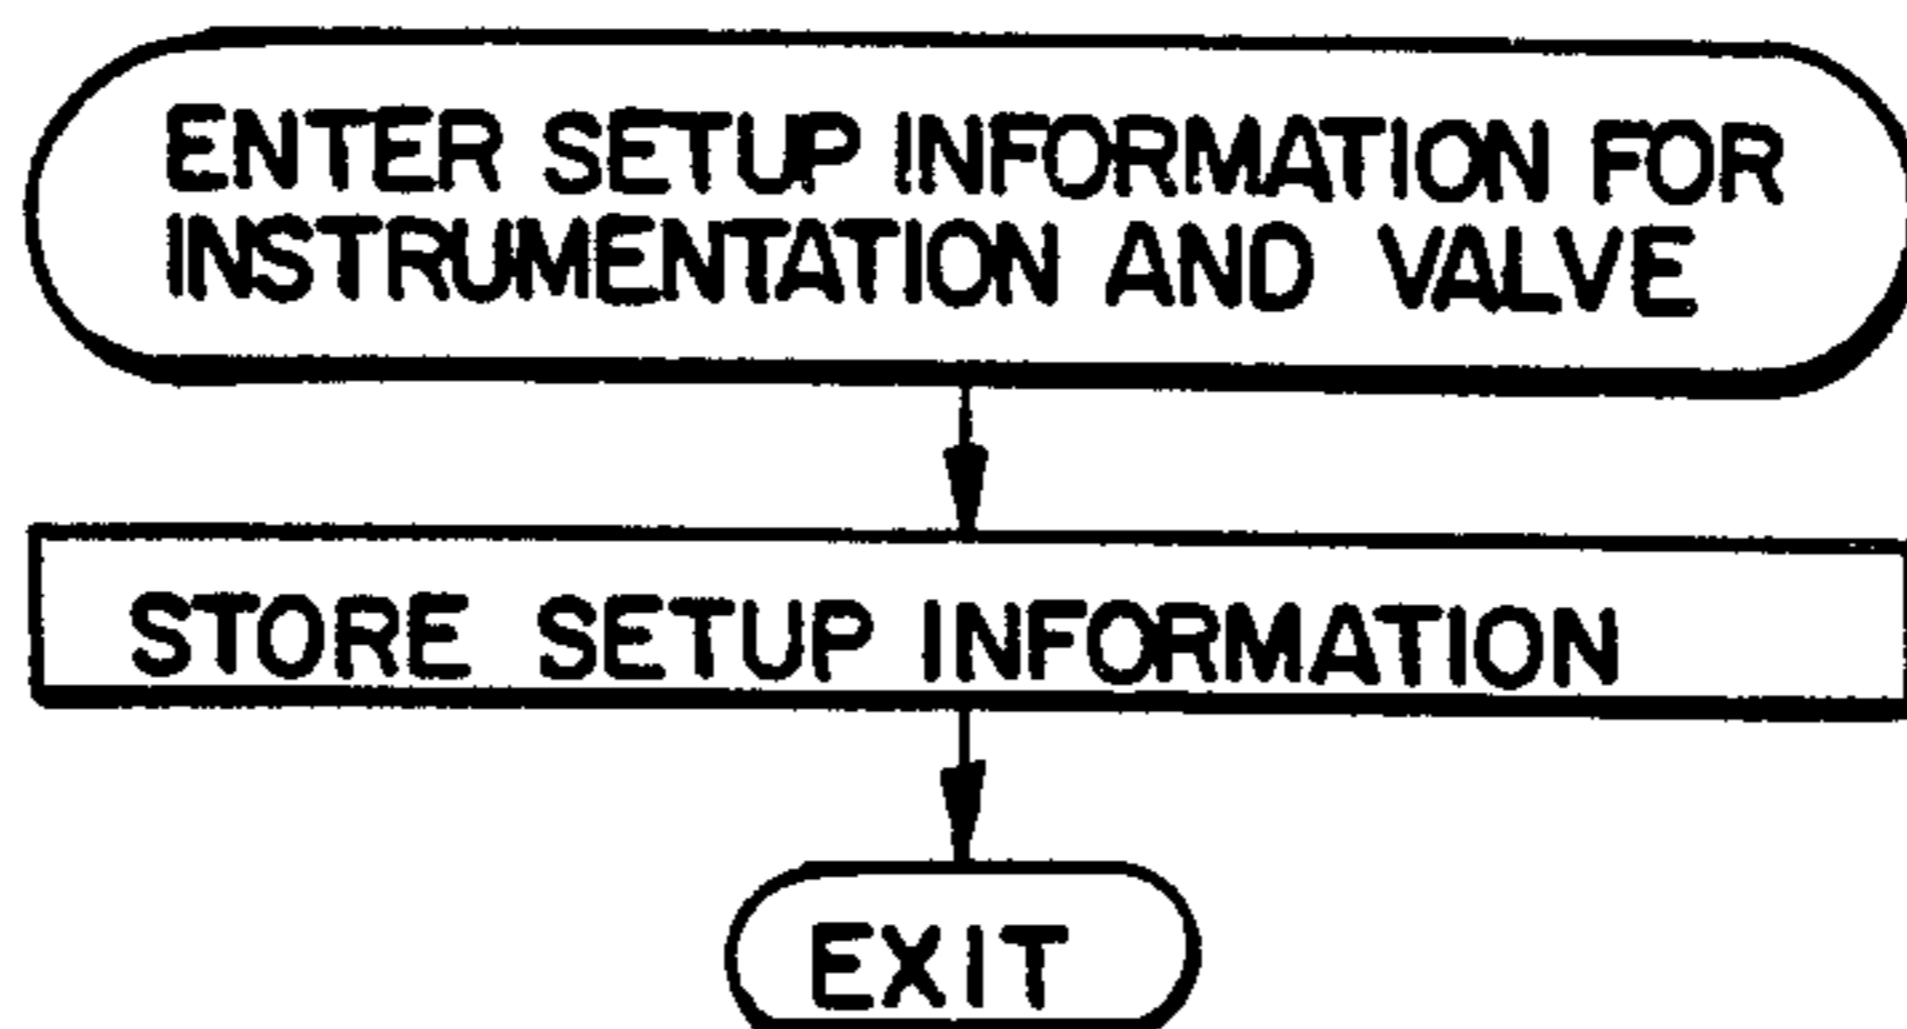 ENTER SETUP INFORMATION FOR
INSTRUMENTATION AND VALVE
STORE SETUP INFORMATION
EXIT